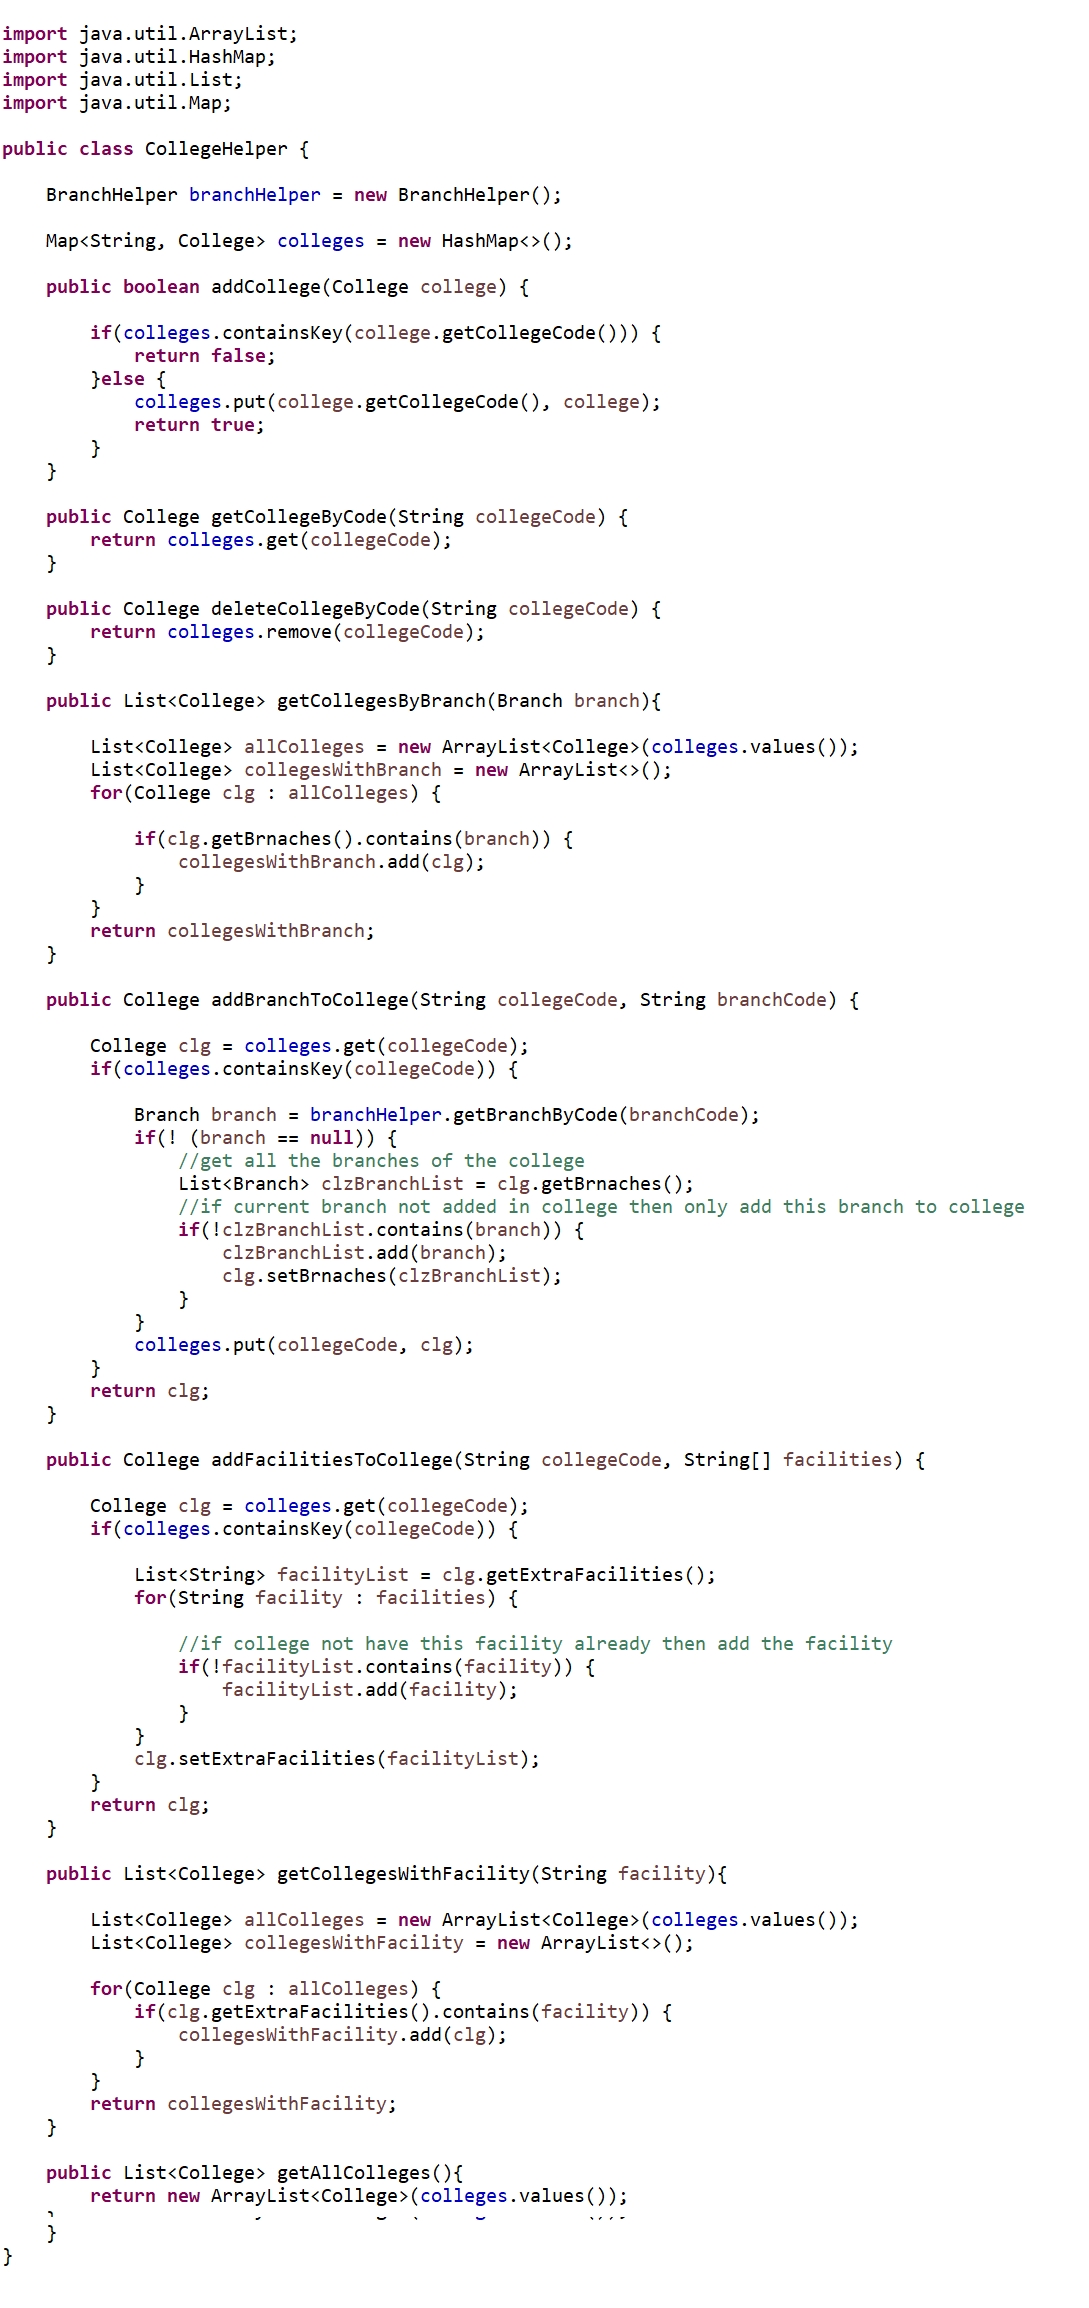 import java.util.ArrayList;
import java.util.HashMap;
import java.util.List;
import java.util.Map;

public class CollegeHelper {

    BranchHelper branchHelper = new BranchHelper();

    Map<String, College> colleges = new HashMap<>();

    public boolean addCollege(College college) {

        if(colleges.containsKey(college.getCollegeCode())) {
            return false;
        }else {
            colleges.put(college.getCollegeCode(), college);
            return true;
        }
    }

    public College getCollegeByCode(String collegeCode) {
        return colleges.get(collegeCode);
    }

    public College deleteCollegeByCode(String collegeCode) {
        return colleges.remove(collegeCode);
    }

    public List<College> getCollegesByBranch(Branch branch){

        List<College> allColleges = new ArrayList<College>(colleges.values());
        List<College> collegesWithBranch = new ArrayList<>();
        for(College clg : allColleges) {

            if(clg.getBrnaches().contains(branch)) {
                collegesWithBranch.add(clg);
            }
        }
        return collegesWithBranch;
    }

    public College addBranchToCollege(String collegeCode, String branchCode) {

        College clg = colleges.get(collegeCode);
        if(colleges.containsKey(collegeCode)) {

            Branch branch = branchHelper.getBranchByCode(branchCode);
            if(! (branch == null)) {
                //get all the branches of the college
                List<Branch> clzBranchList = clg.getBrnaches();
                //if current branch not added in college then only add this branch to college
                if(!clzBranchList.contains(branch)) {
                    clzBranchList.add(branch);
                    clg.setBrnaches(clzBranchList);
                }
            }
            colleges.put(collegeCode, clg);
        }
        return clg;
    }

    public College addFacilitiesToCollege(String collegeCode, String[] facilities) {

        College clg = colleges.get(collegeCode);
        if(colleges.containsKey(collegeCode)) {

            List<String> facilityList = clg.getExtraFacilities();
            for(String facility : facilities) {

                //if college not have this facility already then add the facility
                if(!facilityList.contains(facility)) {
                    facilityList.add(facility);
                }
            }
            clg.setExtraFacilities(facilityList);
        }
        return clg;
    }

    public List<College> getCollegesWithFacility(String facility){

        List<College> allColleges = new ArrayList<College>(colleges.values());
        List<College> collegesWithFacility = new ArrayList<>();

        for(College clg : allColleges) {
            if(clg.getExtraFacilities().contains(facility)) {
                collegesWithFacility.add(clg);
            }
        }
        return collegesWithFacility;
    }

    public List<College> getAllColleges(){
        return new ArrayList<College>(colleges.values());
    }
}